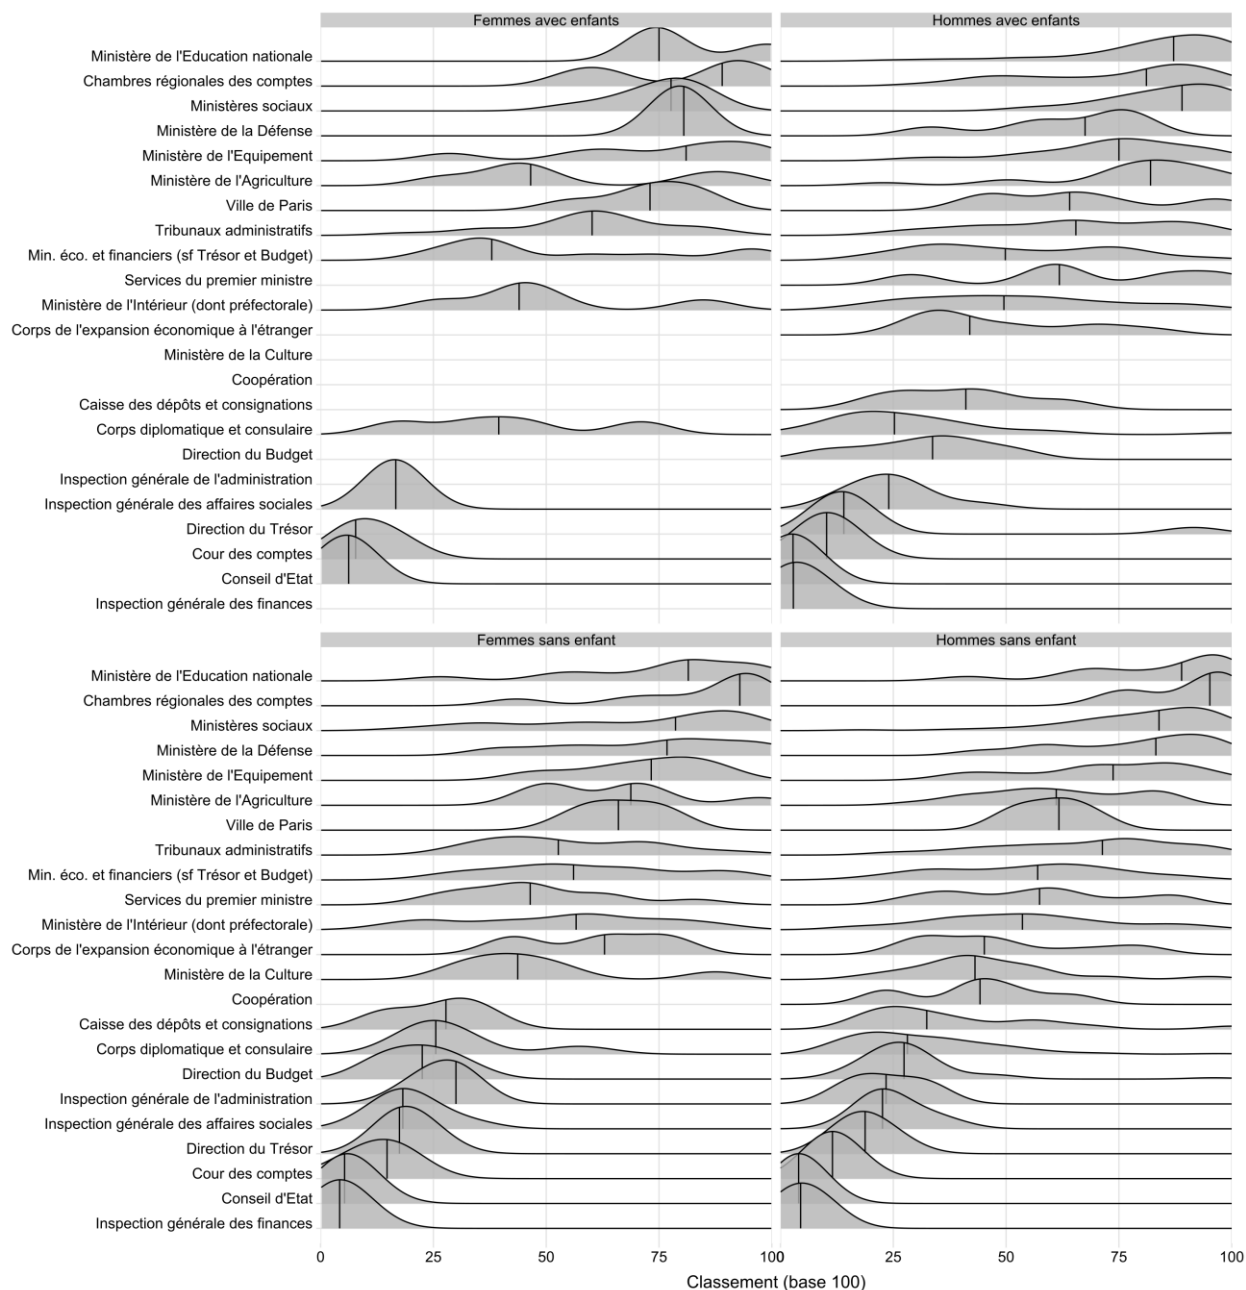 Femmes avec enfants
Hommes avec enfants
Ministère de l'Education nationale
Chambres régionales des comptes
Ministères sociaux
Ministère de la Défense
Ministère de l'Equipement
Ministère de l'Agriculture
Ville de Paris
Tribunaux administratifs
Min. éco. et financiers (sf Trésor et Budget)
Services du premier ministre
Ministère de l'Intérieur (dont préfectorale)
Corps de l'expansion économique à l'étranger
Ministère de la Culture
Coopération
Caisse des dépôts et consignations
Corps diplomatique et consulaire
Direction du Budget
Inspection générale de l'administration
Inspection générale des affaires sociales
Direction du Trésor
Cour des comptes
Conseil d'Etat
Inspection générale des finances
Femmes sans enfant
Hommes sans enfant
Ministère de l'Education nationale
Chambres régionales des comptes
Ministères sociaux
Ministère de la Défense
Ministère de l'Equipement
Ministère de l'Agriculture
Ville de Paris
Tribunaux administratifs
Min. éco. et financiers (sf Trésor et Budget)
Services du premier ministre
Ministère de l'Intérieur (dont préfectorale)
Corps de l'expansion économique à l'étranger
Ministère de la Culture
Coopération
Caisse des dépôts et consignations
Corps diplomatique et consulaire
Direction du Budget
Inspection générale de l'administration
Inspection générale des affaires sociales
Direction du Trésor
Cour des comptes
Conseil d'Etat
Inspection générale des finances
0 25 50 75 100 0 25 50 75 100
Classement (base 100)